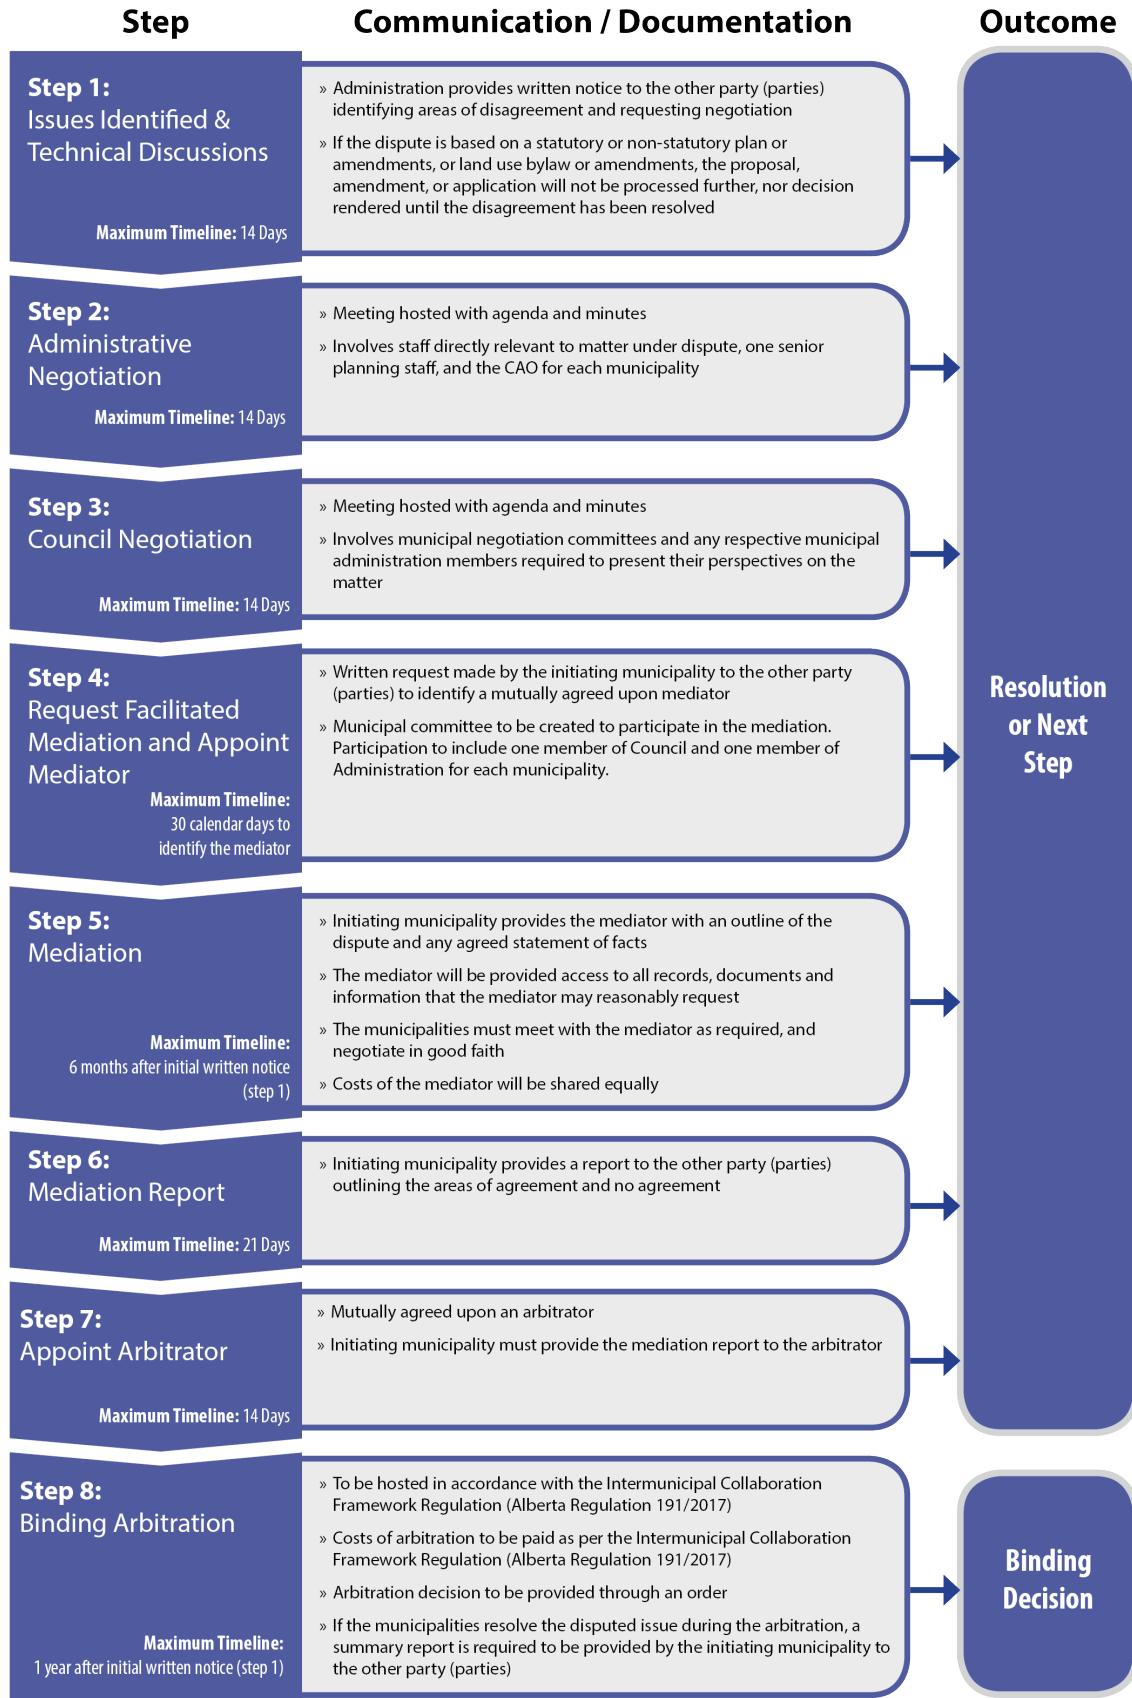 Step
Communication / Documentation
Outcome
Step 1:
Issues Identified &
Technical Discussions
Maximum Timeline: 14 Days
» Administration provides written notice to the other party (parties)
identifying areas of disagreement and requesting negotiation
» If the dispute is based on a statutory or non-statutory plan or
amendments, or land use bylaw or amendments, the proposal,
amendment, or application will not be processed further, nor decision
rendered until the disagreement has been resolved
Step 2:
Administrative
Negotiation
Maximum Timeline: 14 Days
» Meeting hosted with agenda and minutes
» Involves staff directly relevant to matter under dispute, one senior
planning staff, and the CAO for each municipality
Step 3:
Council Negotiation
Maximum Timeline: 14 Days
» Meeting hosted with agenda and minutes
» Involves municipal negotiation committees and any respective municipal
administration members required to present their perspectives on the
matter
Step 4:
Request Facilitated
Mediation and Appoint
Mediator
Maximum Timeline:
30 calendar days to
identify the mediator
» Written request made by the initiating municipality to the other party
(parties) to identify a mutually agreed upon mediator
» Municipal committee to be created to participate in the mediation.
Participation to include one member of Council and one member of
Administration for each municipality.
Step 5:
Mediation
Maximum Timeline:
6 months after initial written notice
(step 1)
» Initiating municipality provides the mediator with an outline of the
dispute and any agreed statement of facts
» The mediator will be provided access to all records, documents and
information that the mediator may reasonably request
» The municipalities must meet with the mediator as required, and
negotiate in good faith
» Costs of the mediator will be shared equally
Step 6:
Mediation Report
Maximum Timeline: 21 Days
» Initiating municipality provides a report to the other party (parties)
outlining the areas of agreement and no agreement
Step 7:
Appoint Arbitrator
Maximum Timeline: 14 Days
» Mutually agreed upon an arbitrator
» Initiating municipality must provide the mediation report to the arbitrator
Resolution
or Next
Step
Step 8:
Binding Arbitration
Maximum Timeline:
1 year after initial written notice (step 1)
» To be hosted in accordance with the Intermunicipal Collaboration
Framework Regulation (Alberta Regulation 191/2017)
» Costs of arbitration to be paid as per the Intermunicipal Collaboration
Framework Regulation (Alberta Regulation 191/2017)
» Arbitration decision to be provided through an order
» If the municipalities resolve the disputed issue during the arbitration, a
summary report is required to be provided by the initiating municipality to
the other party (parties)
Binding
Decision